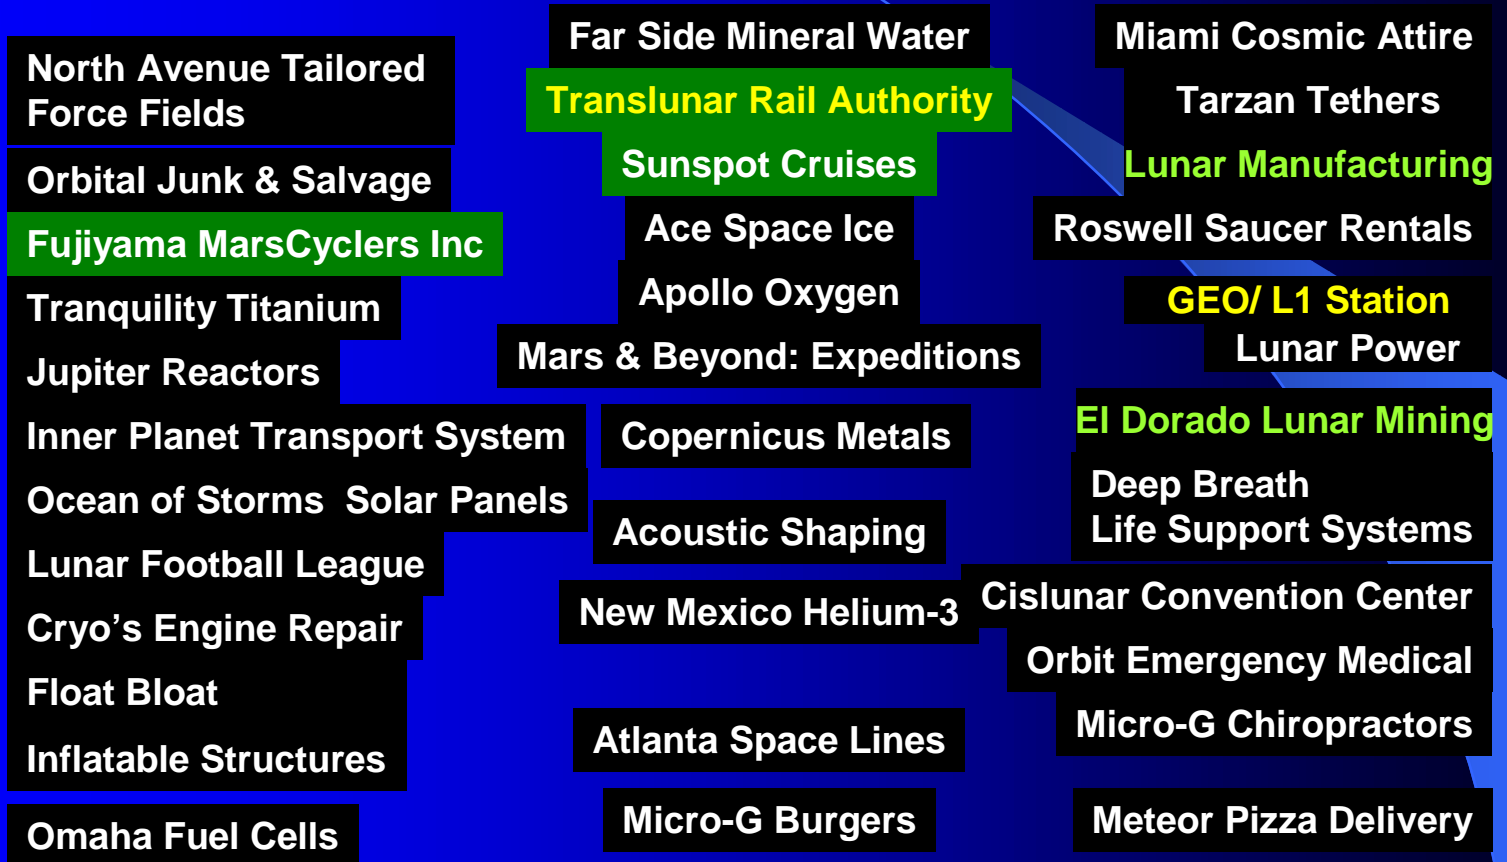 North Avenue Tailored
Force Fields
Orbital Junk & Salvage
Fujiyama MarsCyclers Inc
Tranquility Titanium
Jupiter Reactors
Inner Planet Transport System
Ocean of Storms  Solar Panels
Lunar Football League
Cryo’s Engine Repair
Float Bloat
Inflatable Structures
Omaha Fuel Cells
Far Side Mineral Water
Translunar Rail Authority
Sunspot Cruises
Ace Space Ice
Apollo Oxygen
Mars & Beyond: Expeditions
Copernicus Metals
Acoustic Shaping
New Mexico Helium-3
Atlanta Space Lines
Micro-G Burgers
Miami Cosmic Attire
Tarzan Tethers
Lunar Manufacturing
Roswell Saucer Rentals
GEO/ L1 Station
Lunar Power
El Dorado Lunar Mining
Deep Breath
Life Support Systems
Cislunar Convention Center
Orbit Emergency Medical
Micro-G Chiropractors
Meteor Pizza Delivery